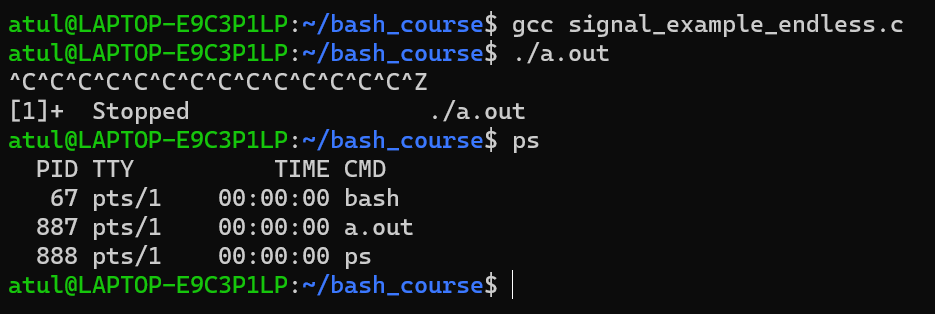 atul@LAPTOP-E9C3P1LP:~/bash_course$ gcc signal_example_endless.c
atul@LAPTOP-E9C3P1LP:~/bash_course$ ./a.out
^C^C^C^C^C^C^C^C^C^C^C^C^C^C^Z
[1]+  Stopped                 ./a.out
atul@LAPTOP-E9C3P1LP:~/bash_course$ ps
  PID TTY          TIME CMD
   67 pts/1    00:00:00 bash
  887 pts/1    00:00:00 a.out
  888 pts/1    00:00:00 ps
atul@LAPTOP-E9C3P1LP:~/bash_course$